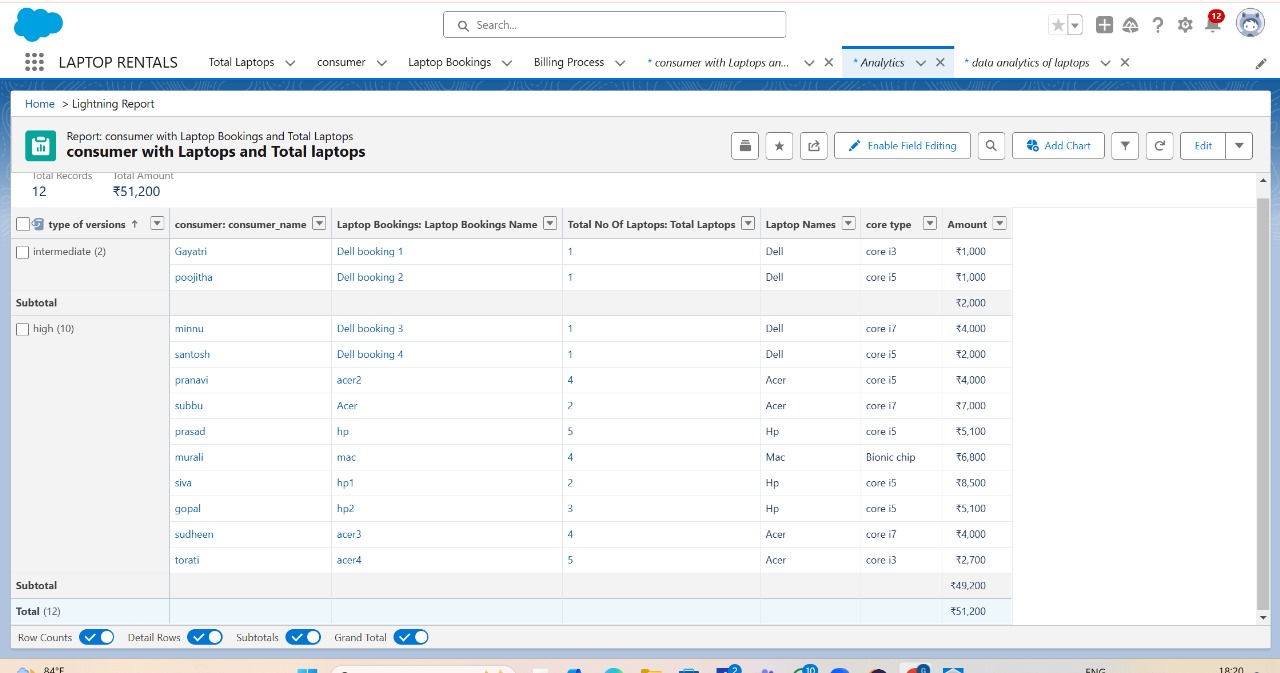 Search...
12
LAPTOP RENTALS Total Laptops consumer Laptop Bookings Billing Process * consumer with Laptops an... * Analytics * data analytics of laptops
Home > Lightning Report
Report: consumer with Laptop Bookings and Total Laptops
consumer with Laptops and Total laptops
Enable Field Editing Add Chart Edit
Total Records Total Amount
12 ₹51,200
type of versions ↑ consumer: consumer_name Laptop Bookings: Laptop Bookings Name Total No Of Laptops: Total Laptops Laptop Names core type Amount
intermediate (2) Gayatri Dell booking 1 1 Dell core i3 ₹1,000
poojitha Dell booking 2 1 Dell core i5 ₹1,000
Subtotal ₹2,000
high (10) minnu Dell booking 3 1 Dell core i7 ₹4,000
santosh Dell booking 4 1 Dell core i5 ₹2,000
pranavi acer2 4 Acer core i5 ₹4,000
subbu Acer 2 Acer core i7 ₹7,000
prasad hp 5 Hp core i5 ₹5,100
murali mac 4 Mac Bionic chip ₹6,800
siva hp1 2 Hp core i5 ₹8,500
gopal hp2 3 Hp core i5 ₹5,100
sudheen acer3 4 Acer core i7 ₹4,000
torati acer4 5 Acer core i3 ₹2,700
Subtotal ₹49,200
Total (12) ₹51,200
Row Counts Detail Rows Subtotals Grand Total
84°F 2 10 6 ENG 18:20